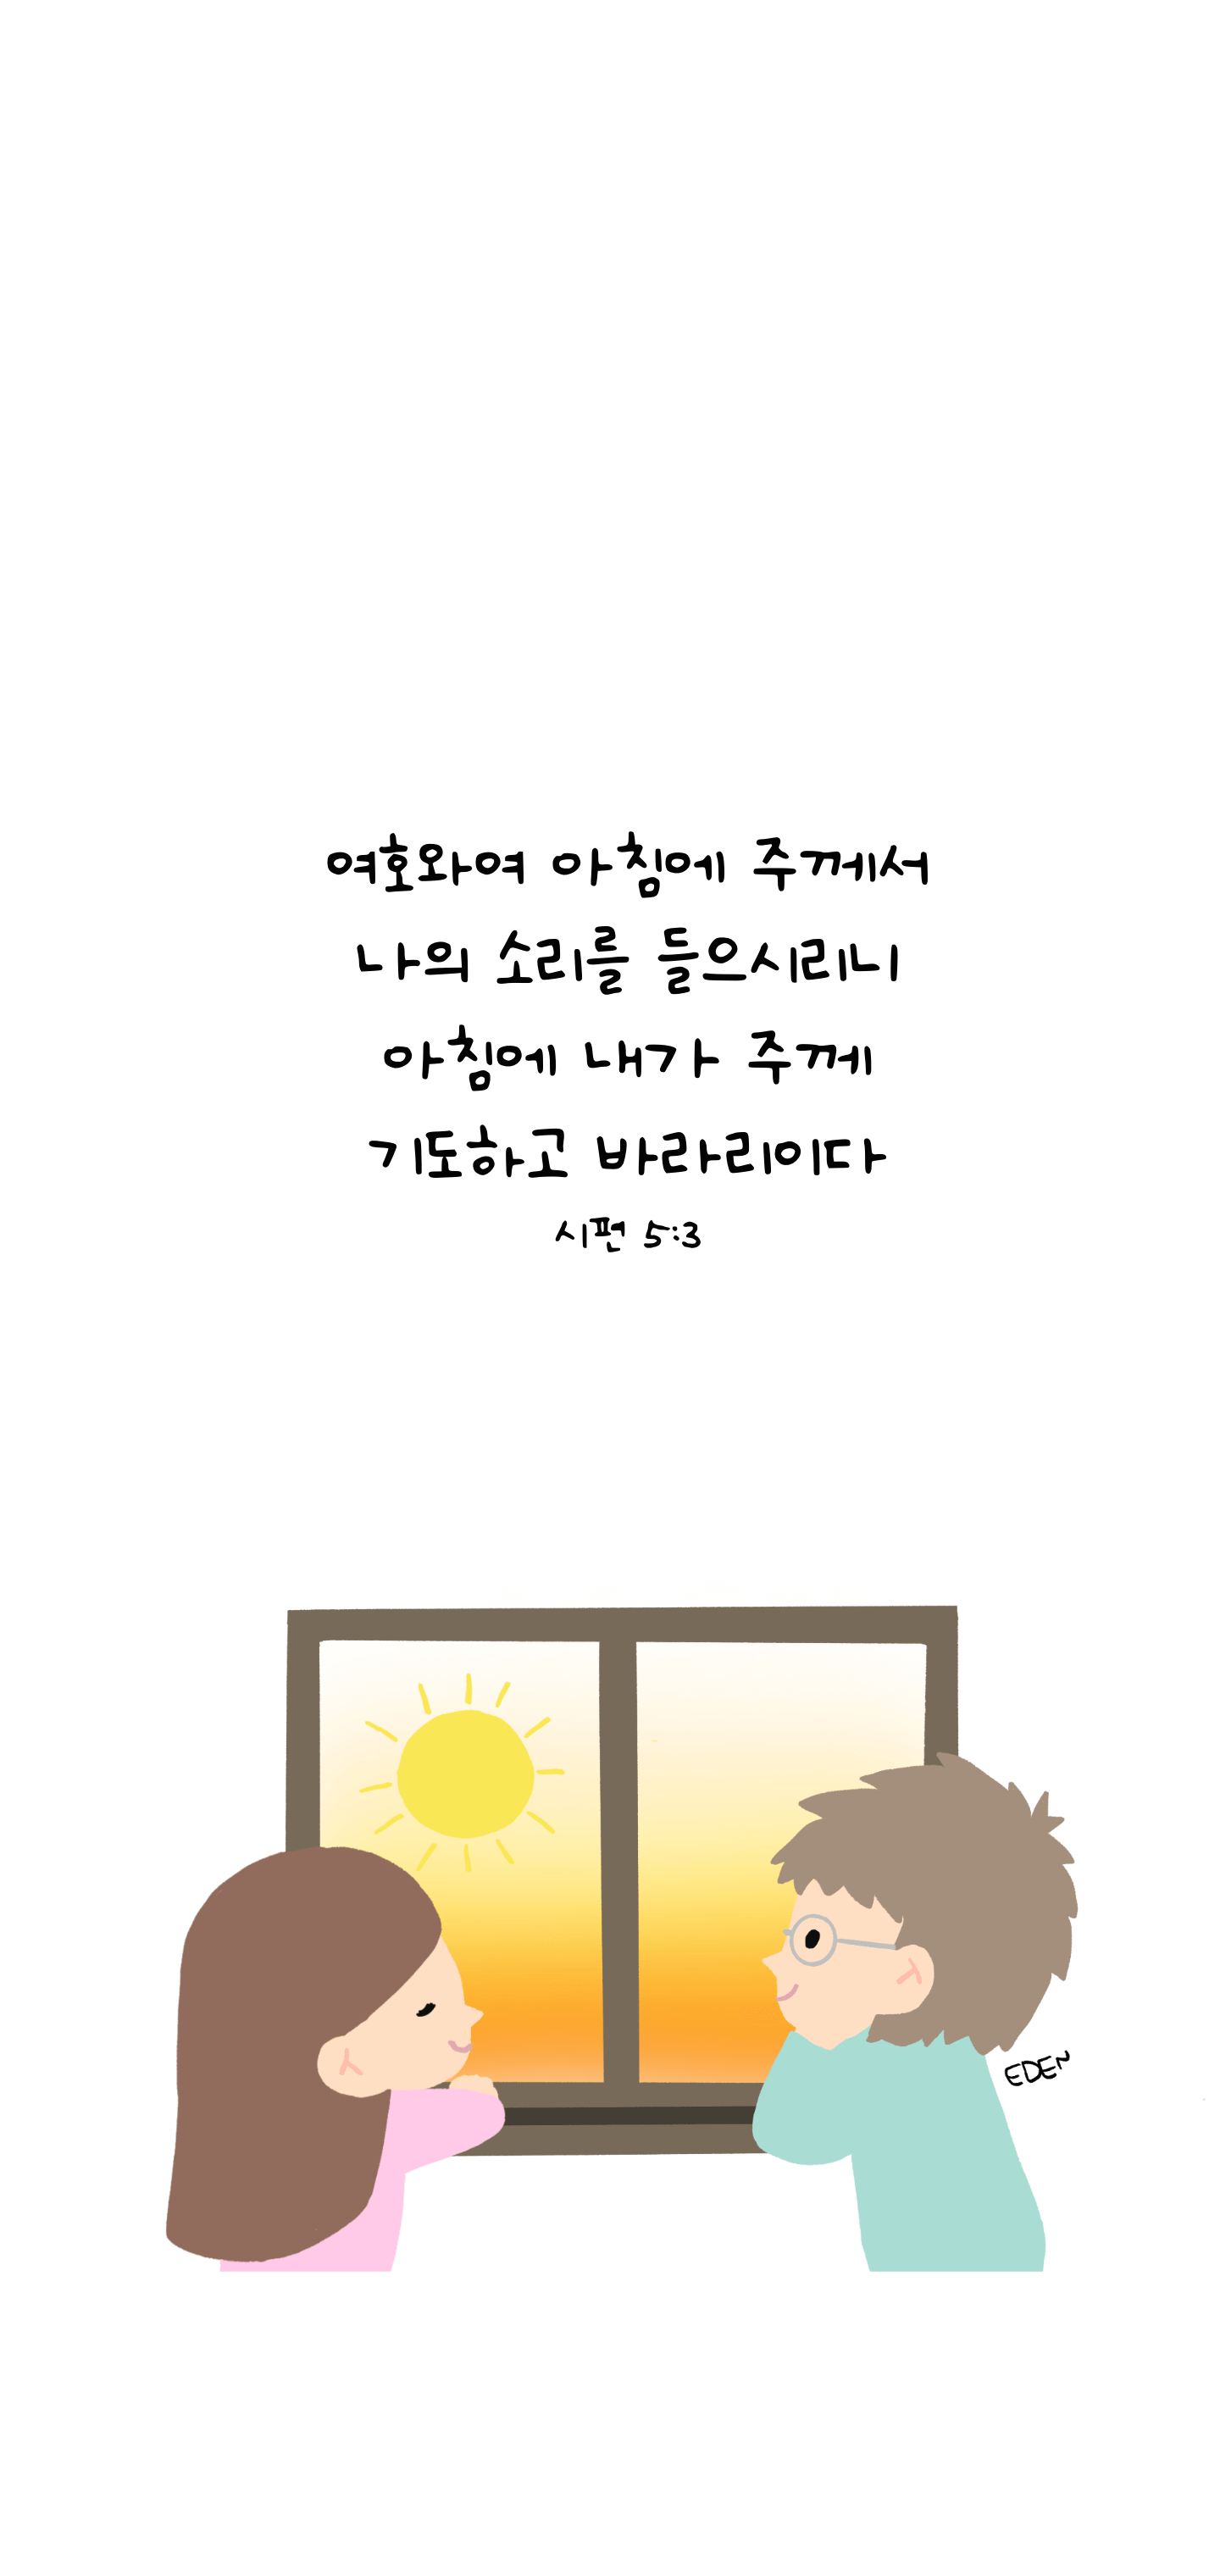 여호와여 아침에 주께서
나의 소리를 들으시리니
아침에 내가 주께
기도하고 바라리이다
시편 5:3
EDEN